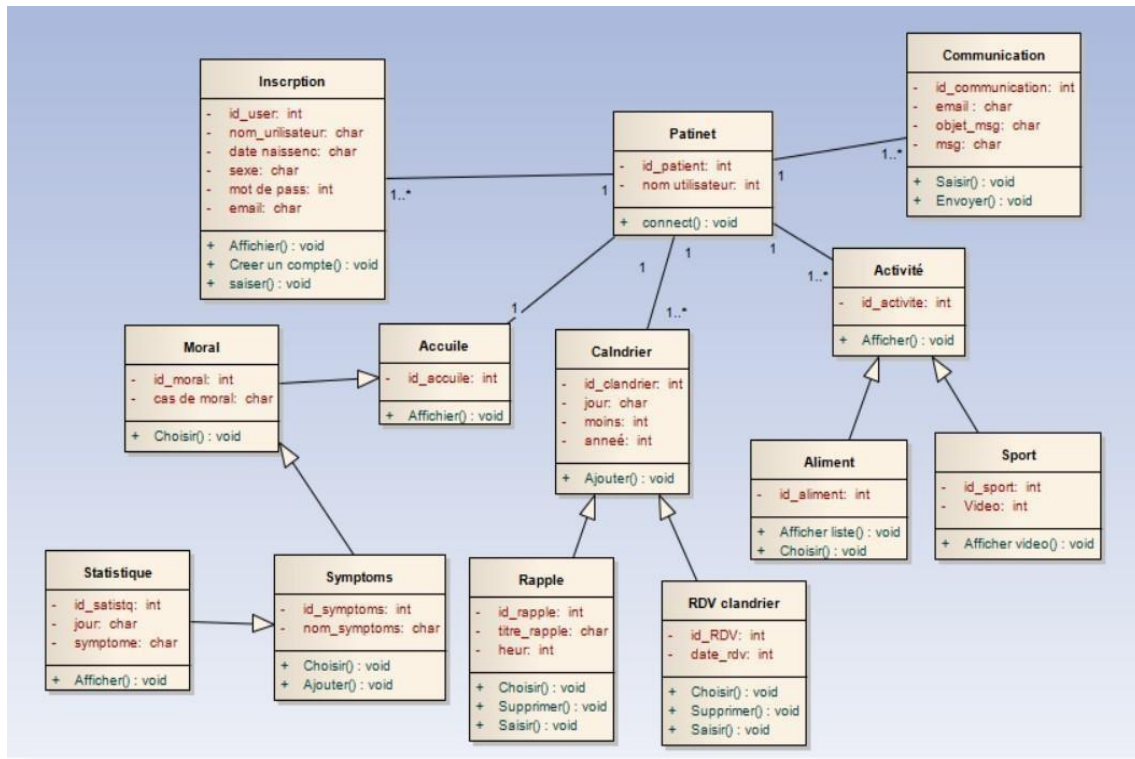 Inscrption
- id_user: int
- nom_urilisateur: char
- date naissenc: char
- sexe: char
- mot de pass: int
- email: char
+ Affichier() : void
+ Creer un compte() : void
+ saiser() : void
Patinet
- id_patient: int
- nom utilisateur: int
+ connect() : void
Communication
- id_communication: int
- email : char
- objet_msg: char
- msg: char
+ Saisir() : void
+ Envoyer() : void
1..*
1
1
1..*
1
1
1
1
1..*
1..*
Activité
- id_activite: int
+ Afficher() : void
Moral
- id_moral: int
- cas de moral: char
+ Choisir() : void
Accuile
- id_accuile: int
+ Affichier() : void
Calndrier
- id_clandrier: int
- jour: char
- moins: int
- anneé: int
+ Ajouter() : void
Aliment
- id_aliment: int
+ Afficher liste() : void
+ Choisir() : void
Sport
- id_sport: int
- Video: int
+ Afficher video() : void
Statistique
- id_satistq: int
- jour: char
- symptome: char
+ Afficher() : void
Symptoms
- id_symptoms: int
- nom_symptoms: char
+ Choisir() : void
+ Ajouter() : void
Rapple
- id_rapple: int
- titre_rapple: char
- heur: int
+ Choisir() : void
+ Supprimer() : void
+ Saisir() : void
RDV clandrier
- id_RDV: int
- date_rdv: int
+ Choisir() : void
+ Supprimer() : void
+ Saisir() : void